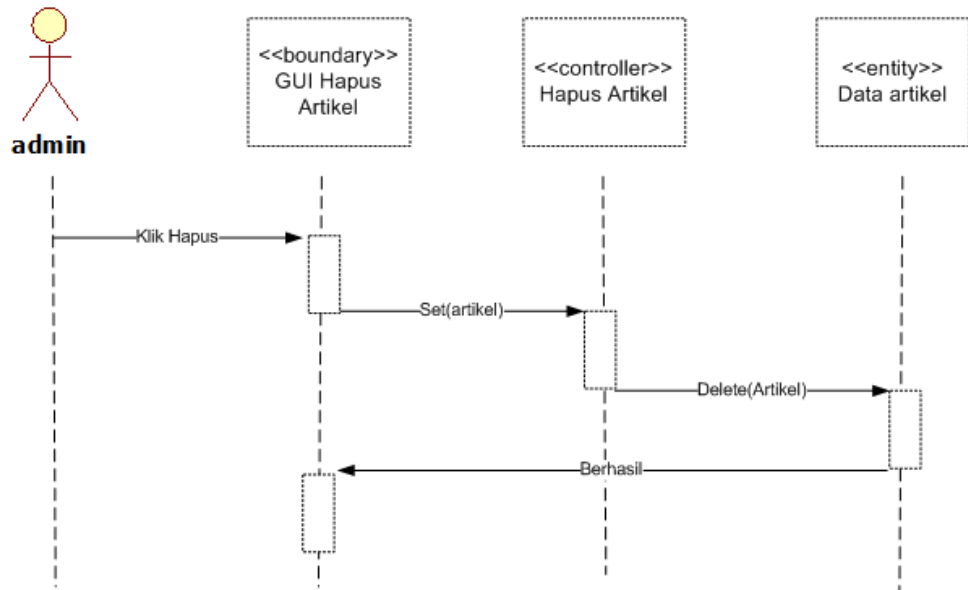 admin
<<boundary>>
GUI Hapus
Artikel
<<controller>>
Hapus Artikel
<<entity>>
Data artikel
Klik Hapus
Set(artikel)
Delete(Artikel)
Berhasil